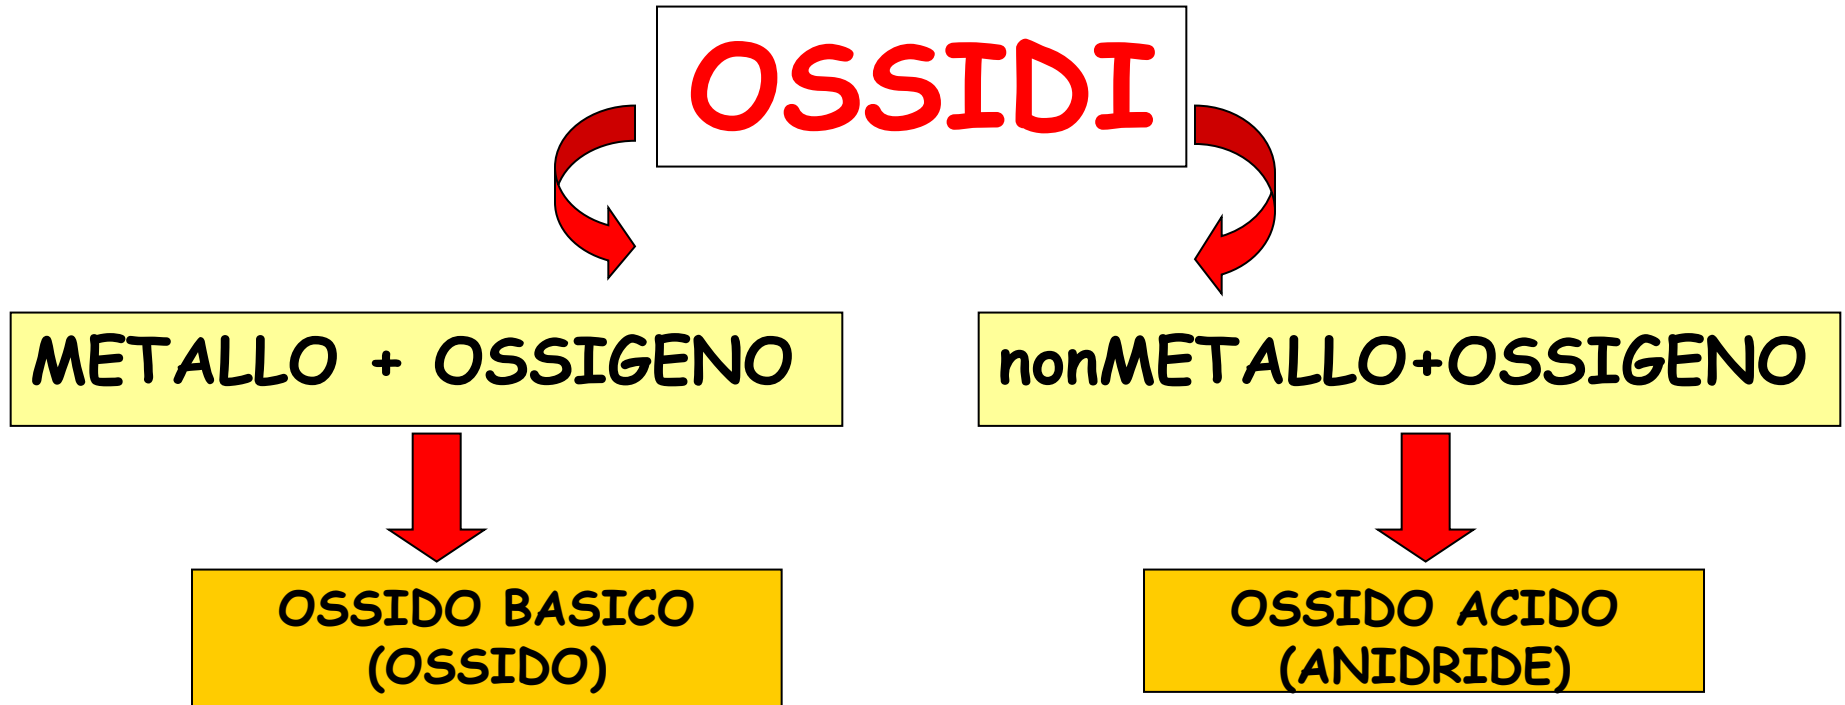 OSSIDI
METALLO + OSSIGENO
nonMETALLO+OSSIGENO
OSSIDO BASICO
(OSSIDO)
OSSIDO ACIDO
(ANIDRIDE)